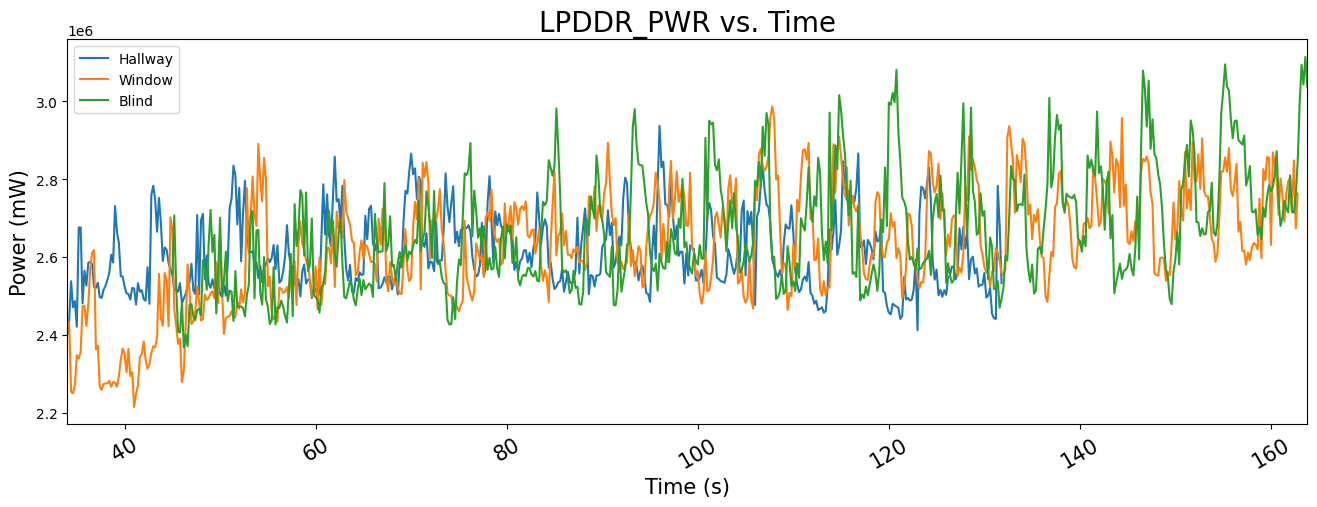 LPDDR_PWR vs. Time
1e6
Hallway
Window
Blind
3.0
2.8
2.6
2.4
2.2
Power (mW)
40 60 80 100 120 140 160
Time (s)